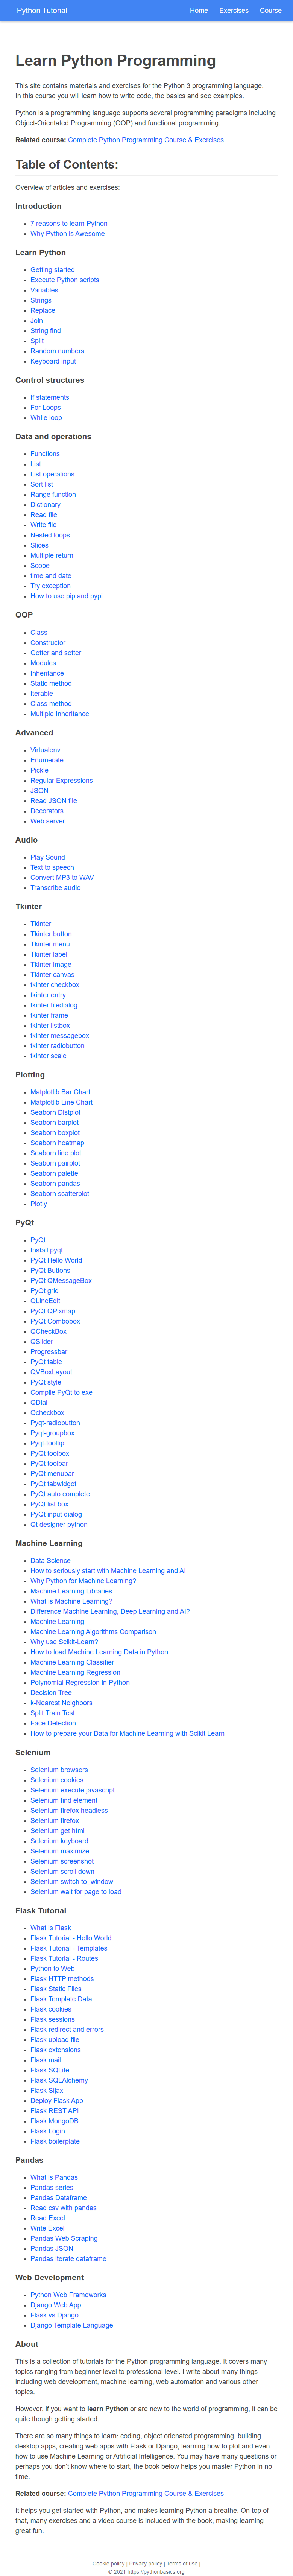 Python Tutorial
Home Exercises Course
Learn Python Programming
This site contains materials and exercises for the Python 3 programming language.
In this course you will learn how to write code, the basics and see examples.
Python is a programming language supports several programming paradigms including
Object-Orientated Programming (OOP) and functional programming.
Related course: Complete Python Programming Course & Exercises
Table of Contents:
Overview of articles and exercises:
Introduction
7 reasons to learn Python
Why Python is Awesome
Learn Python
Getting started
Execute Python scripts
Variables
Strings
Replace
Join
String find
Split
Random numbers
Keyboard input
Control structures
If statements
For Loops
While loop
Data and operations
Functions
List
List operations
Sort list
Range function
Dictionary
Read file
Write file
Nested loops
Slices
Multiple return
Scope
time and date
Try exception
How to use pip and pypi
OOP
Class
Constructor
Getter and setter
Modules
Inheritance
Static method
Iterable
Class method
Multiple Inheritance
Advanced
Virtualenv
Enumerate
Pickle
Regular Expressions
JSON
Read JSON file
Decorators
Web server
Audio
Play Sound
Text to speech
Convert MP3 to WAV
Transcribe audio
Tkinter
Tkinter
Tkinter button
Tkinter menu
Tkinter label
Tkinter image
Tkinter canvas
tkinter checkbox
tkinter entry
tkinter filedialog
tkinter frame
tkinter listbox
tkinter messagebox
tkinter radiobutton
tkinter scale
Plotting
Matplotlib Bar Chart
Matplotlib Line Chart
Seaborn Distplot
Seaborn barplot
Seaborn boxplot
Seaborn heatmap
Seaborn line plot
Seaborn pairplot
Seaborn palette
Seaborn pandas
Seaborn scatterplot
Plotly
PyQt
PyQt
Install pyqt
PyQt Hello World
PyQt Buttons
PyQt QMessageBox
PyQt grid
QLineEdit
PyQt QPixmap
PyQt Combobox
QCheckBox
QSlider
Progressbar
PyQt table
QVBoxLayout
PyQt style
Compile PyQt to exe
QDial
Qcheckbox
Pyqt-radiobutton
Pyqt-groupbox
Pyqt-tooltip
PyQt toolbox
PyQt toolbar
PyQt menubar
PyQt tabwidget
PyQt auto complete
PyQt list box
PyQt input dialog
Qt designer python
Machine Learning
Data Science
How to seriously start with Machine Learning and AI
Why Python for Machine Learning?
Machine Learning Libraries
What is Machine Learning?
Difference Machine Learning, Deep Learning and AI?
Machine Learning
Machine Learning Algorithms Comparison
Why use Scikit-Learn?
How to load Machine Learning Data in Python
Machine Learning Classifier
Machine Learning Regression
Polynomial Regression in Python
Decision Tree
k-Nearest Neighbors
Split Train Test
Face Detection
How to prepare your Data for Machine Learning with Scikit Learn
Selenium
Selenium browsers
Selenium cookies
Selenium execute javascript
Selenium find element
Selenium firefox headless
Selenium firefox
Selenium get html
Selenium keyboard
Selenium maximize
Selenium screenshot
Selenium scroll down
Selenium switch to_window
Selenium wait for page to load
Flask Tutorial
What is Flask
Flask Tutorial - Hello World
Flask Tutorial - Templates
Flask Tutorial - Routes
Python to Web
Flask HTTP methods
Flask Static Files
Flask Template Data
Flask cookies
Flask sessions
Flask redirect and errors
Flask upload file
Flask extensions
Flask mail
Flask SQLite
Flask SQLAlchemy
Flask Sijax
Deploy Flask App
Flask REST API
Flask MongoDB
Flask Login
Flask boilerplate
Pandas
What is Pandas
Pandas series
Pandas Dataframe
Read csv with pandas
Read Excel
Write Excel
Pandas Web Scraping
Pandas JSON
Pandas iterate dataframe
Web Development
Python Web Frameworks
Django Web App
Flask vs Django
Django Template Language
About
This is a collection of tutorials for the Python programming language. It covers many
topics ranging from beginner level to professional level. I write about many things
including web development, machine learning, web automation and various other
topics.
However, if you want to learn Python or are new to the world of programming, it can be
quite though getting started.
There are so many things to learn: coding, object orienated programming, building
desktop apps, creating web apps with Flask or Django, learning how to plot and even
how to use Machine Learning or Artificial Intelligence. You may have many questions or
perhaps you don't know where to start, the book below helps you master Python in no
time.
Related course: Complete Python Programming Course & Exercises
It helps you get started with Python, and makes learning Python a breathe. On top of
that, many exercises and a video course is included with the book, making learning
great fun.
Cookie policy | Privacy policy | Terms of use |
© 2021 https://pythonbasics.org